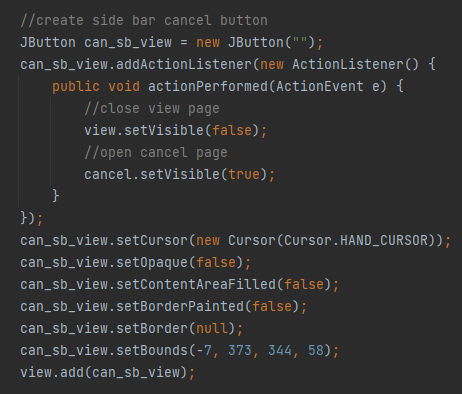 //create side bar cancel button
JButton can_sb_view = new JButton("");
can_sb_view.addActionListener(new ActionListener() {
    public void actionPerformed(ActionEvent e) {
        //close view page
        view.setVisible(false);
        //open cancel page
        cancel.setVisible(true);
    }
});
can_sb_view.setCursor(new Cursor(Cursor.HAND_CURSOR));
can_sb_view.setOpaque(false);
can_sb_view.setContentAreaFilled(false);
can_sb_view.setBorderPainted(false);
can_sb_view.setBorder(null);
can_sb_view.setBounds(-7, 373, 344, 58);
view.add(can_sb_view);